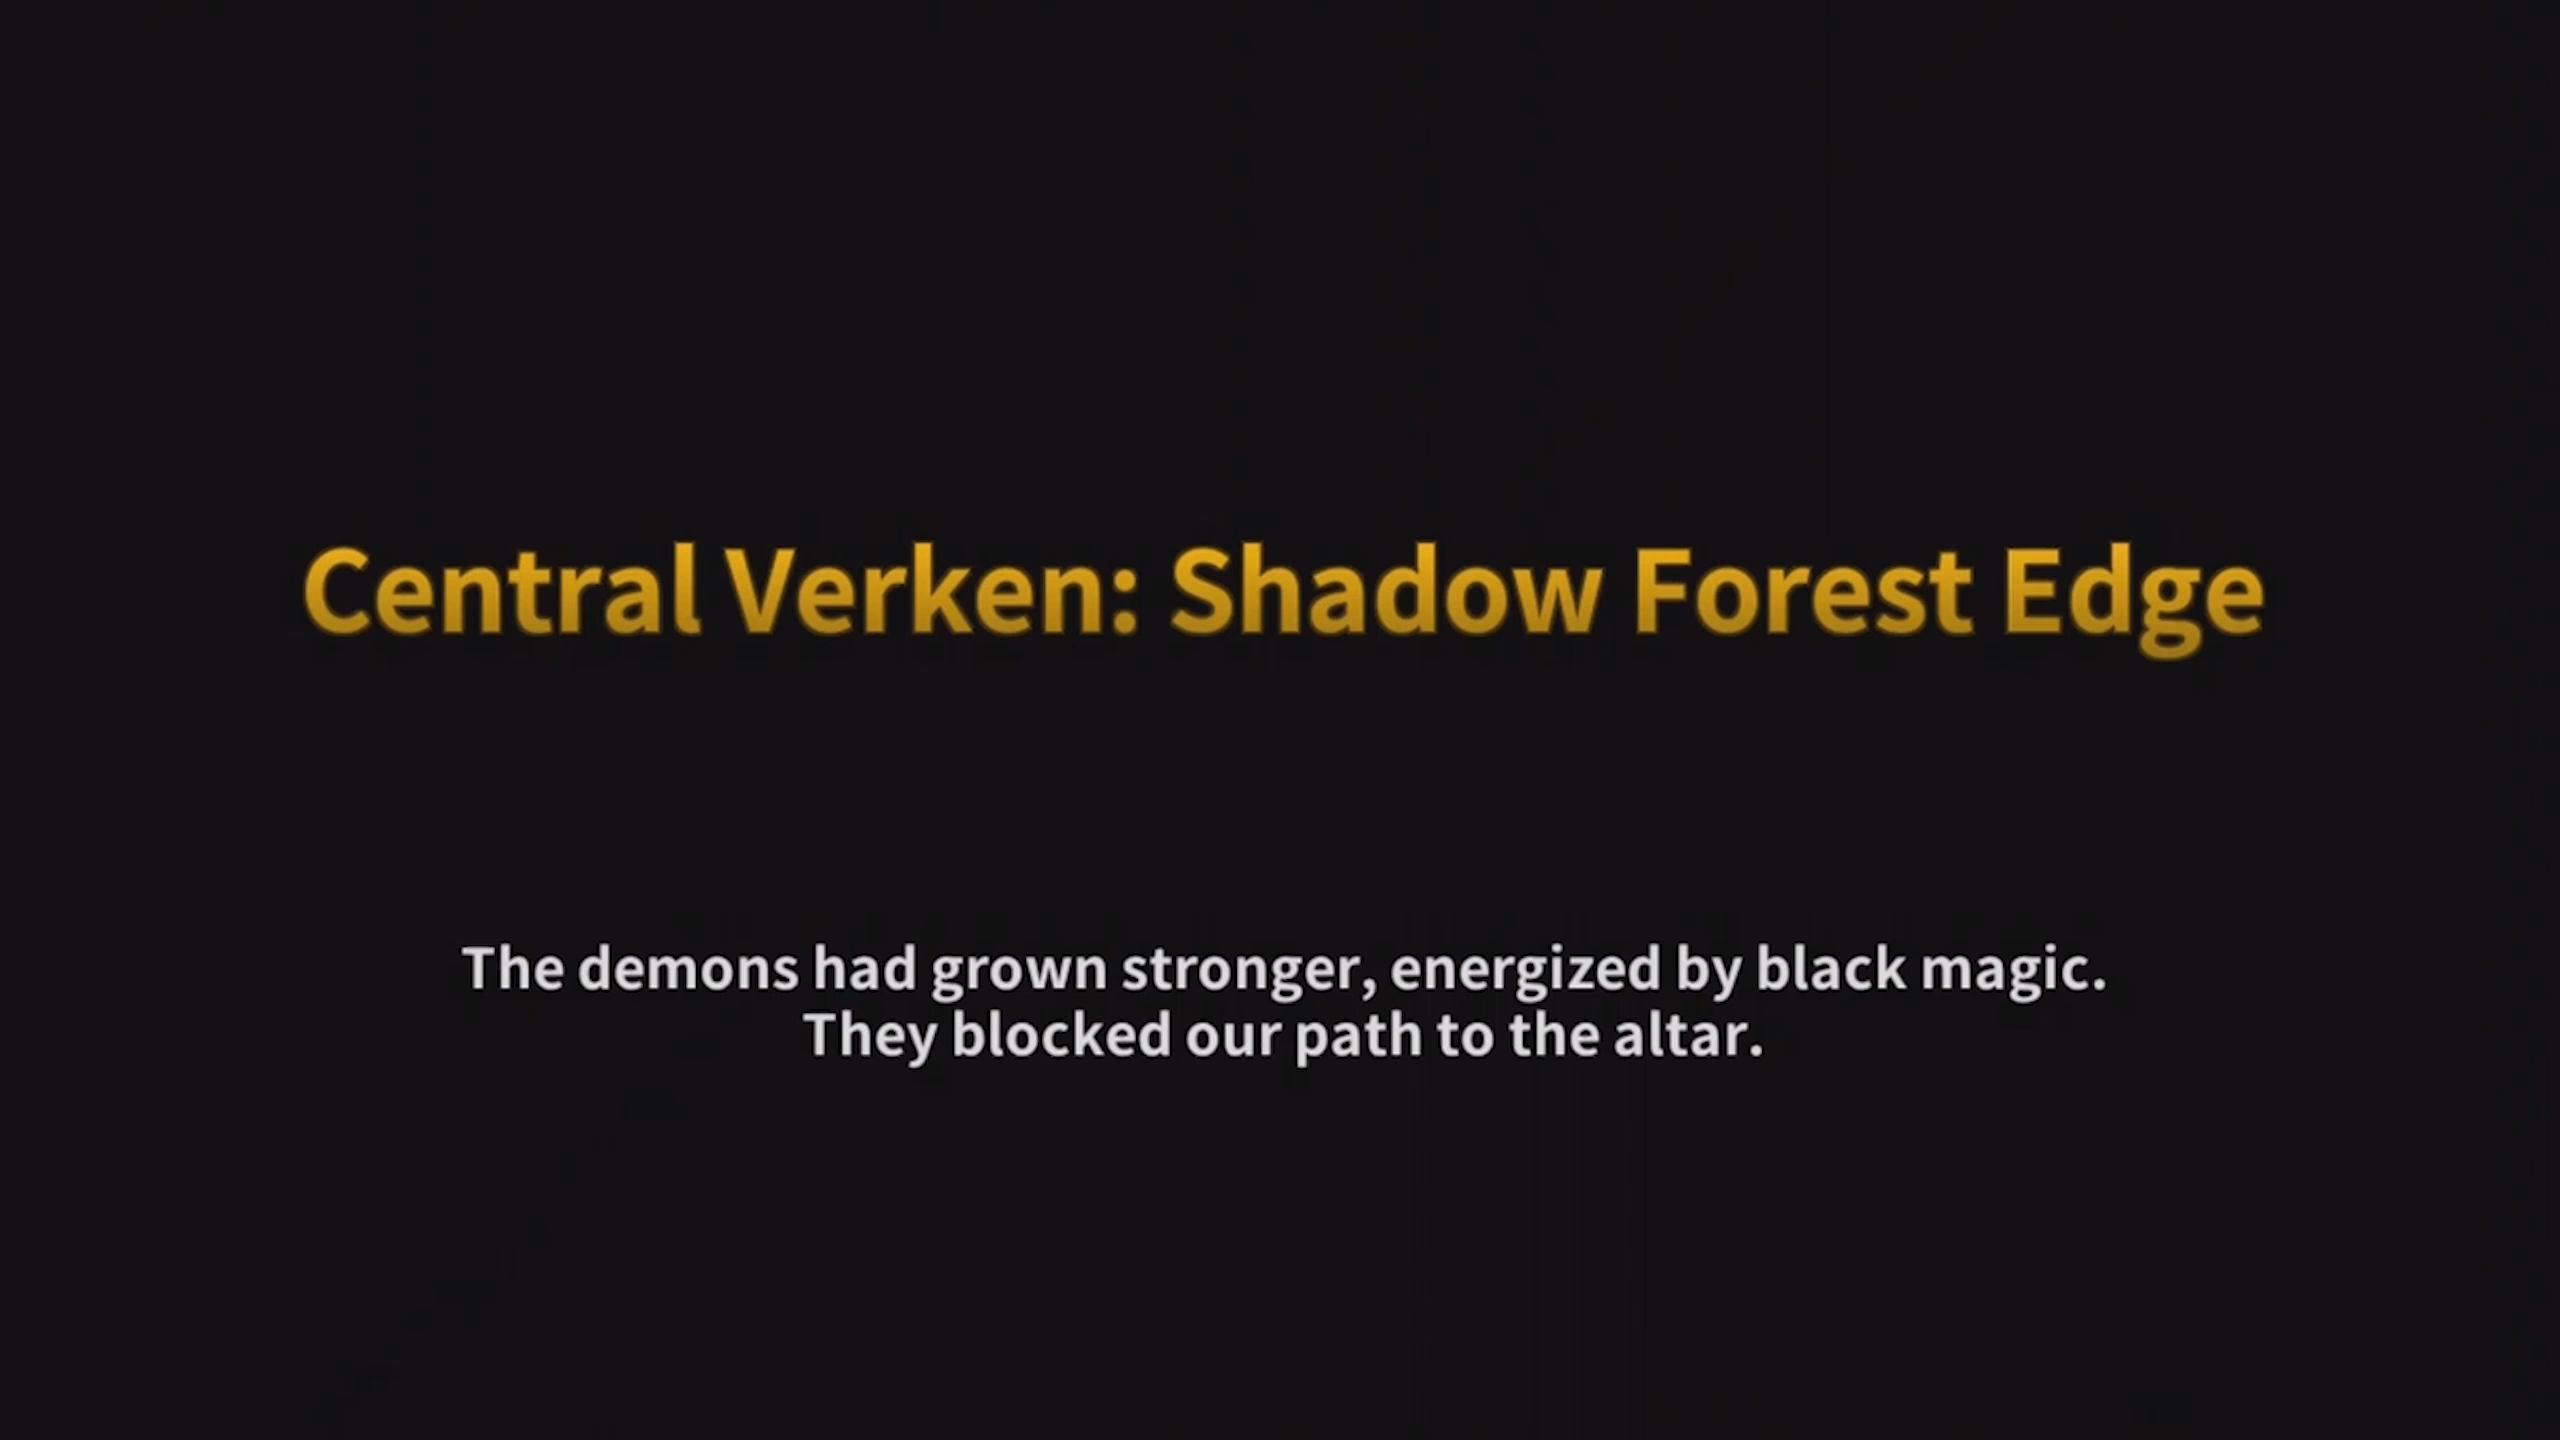 Central Verken: Shadow Forest Edge
The demons had grown stronger, energized by black magic.
They blocked our path to the altar.